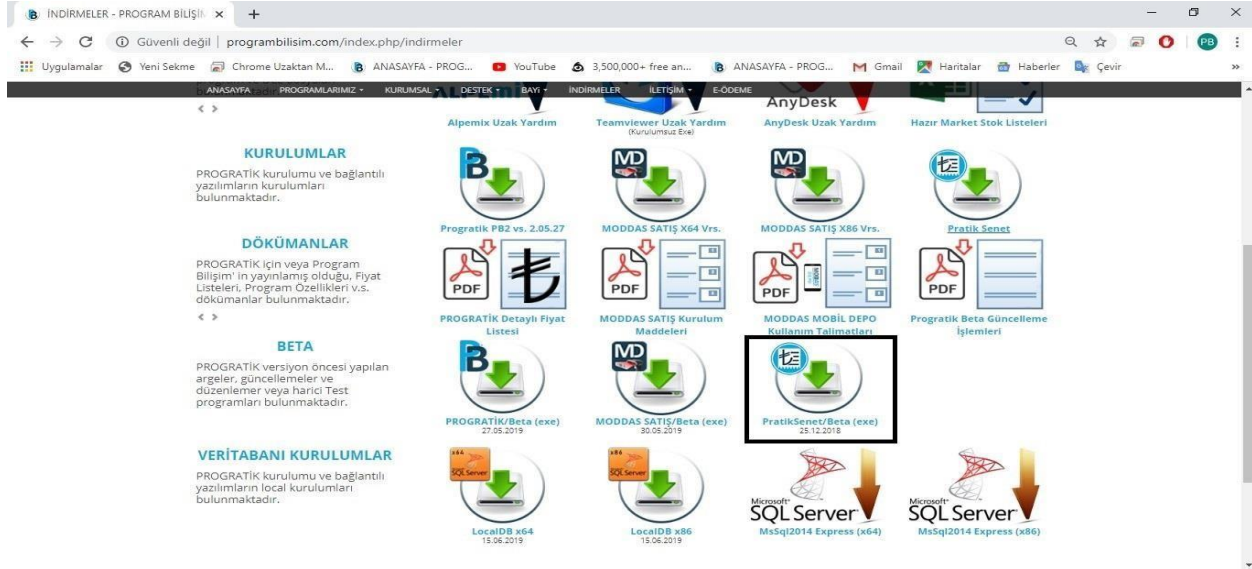 İNDİRMELER - PROGRAM BİLİŞİN
Güvenli değil | programbilisim.com/index.php/indirmeler
PB
Uygulamalar Yeni Sekme Chrome Uzaktan M... ANASAYFA - PROG... YouTube 3,500,000+ free an... ANASAYFA - PROG... Gmail Haritalar Haberler Çevir
ANASAYFA PROGRAMLARIMIZ KURUMSAL DESTEK BAYİ İNDİRMELER İLETİŞİM E-ÖDEME
AnyDesk
Alpemix Uzak Yardım Teamviewer Uzak Yardım AnyDesk Uzak Yardım Hazır Market Stok Listeleri
(Kurulumsuz Exe)
KURULUMLAR
PROGRATİK kurulumu ve bağlantılı
yazılımların kurulumları
bulunmaktadır.
MD MD
Progratik PB2 vs. 2.05.27 MODDAS SATIŞ X64 Vrs. MODDAS SATIŞ X86 Vrs. Pratik Senet
DÖKÜMANLAR
PROGRATİK için veya Program
Bilişim' in yayınlamış olduğu, Fiyat
Listeleri, Program Özellikleri v.s.
dökümanlar bulunmaktadır.
PDF PDF PDF PDF
PROGRATİK Detaylı Fiyat Listesi
MODDAS SATIŞ Kurulum Maddeleri
MODDAS MOBİL DEPO Kullanım Talimatları
Progratik Beta Güncelleme İşlemleri
BETA
PROGRATİK versiyon öncesi yapılan
argeler, güncellemeler ve
düzenlemer veya harici Test
programları bulunmaktadır.
MD
PROGRATİK/Beta (exe) MODDAS SATIŞ/Beta (exe) PratikSenet/Beta (exe)
27.05.2019 30.05.2019 25.12.2018
VERİTABANI KURULUMLAR
PROGRATİK kurulumu ve bağlantılı
yazılımların local kurulumları
bulunmaktadır.
x64 x86
SQL Server SQL Server
Microsoft Microsoft
SQL Server SQL Server
LocalDB x64 LocalDB x86 MsSql2014 Express (x64) MsSql2014 Express (x86)
15.06.2019 15.06.2019